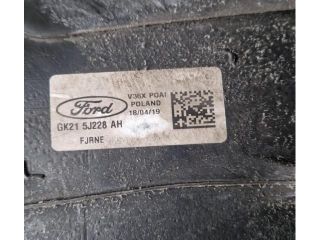 Ford
V36X POAI
POLAND
18/04/19
GK21 5J228 AH
FJRNE